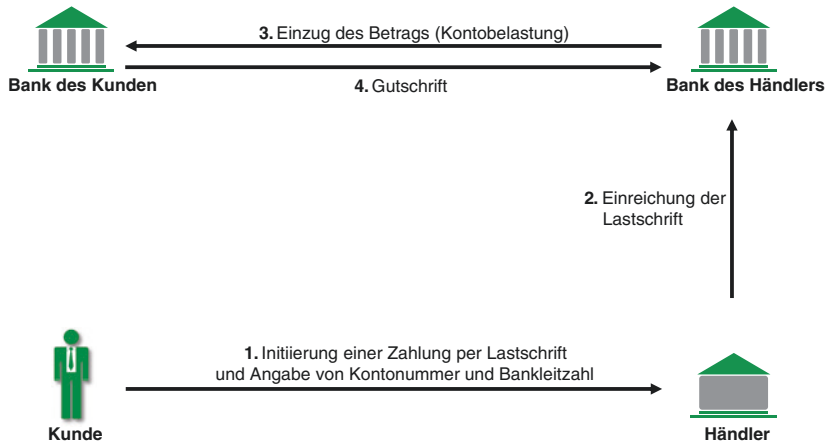 3. Einzug des Betrags (Kontobelastung)
Bank des Kunden
4. Gutschrift
Bank des Händlers
2. Einreichung der
Lastschrift
1. Initiierung einer Zahlung per Lastschrift
und Angabe von Kontonummer und Bankleitzahl
Kunde
Händler